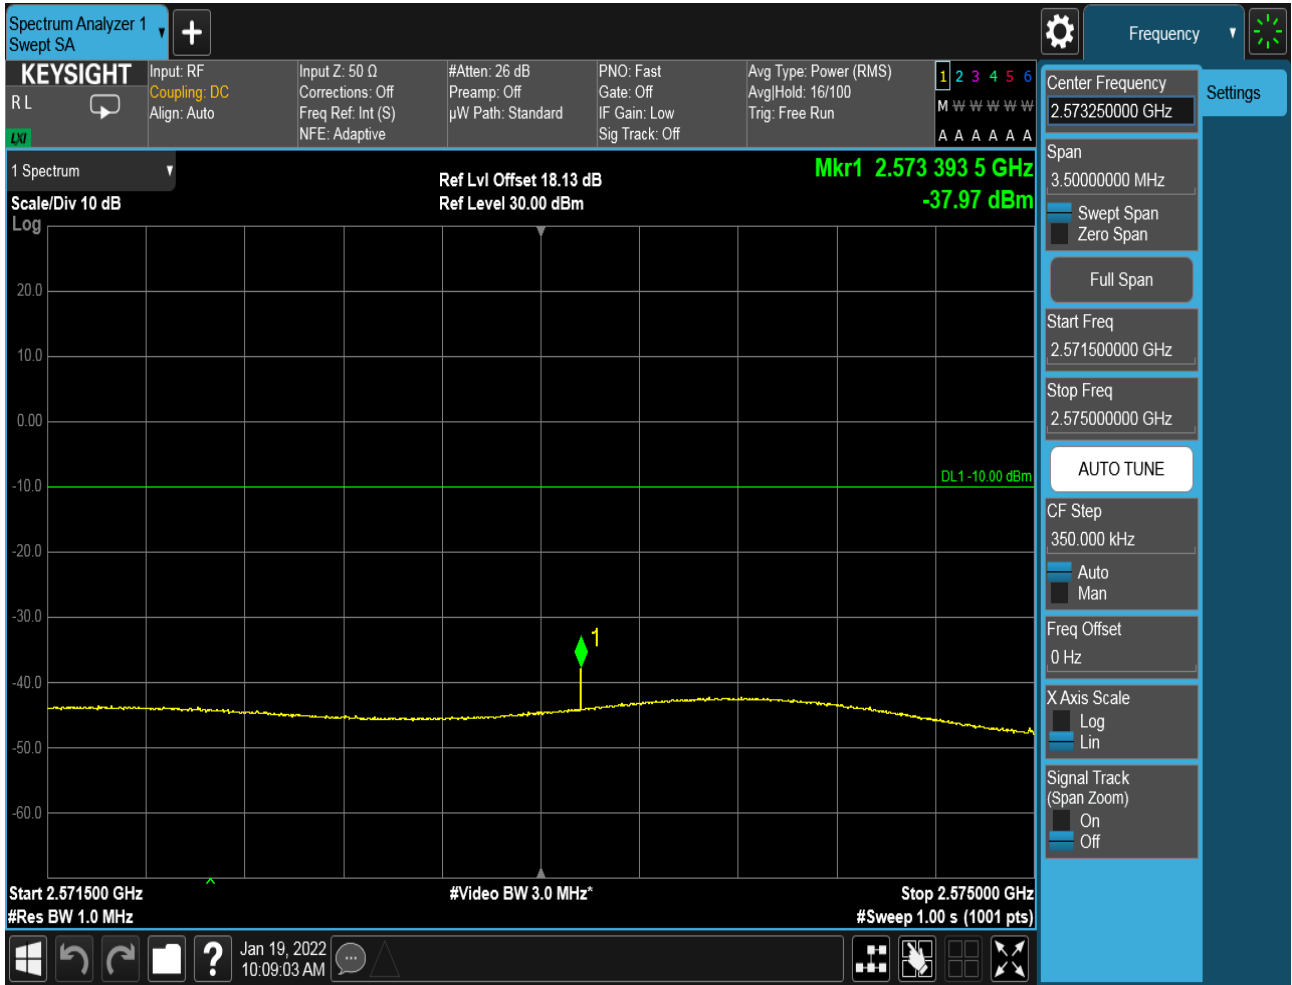 Spectrum Analyzer 1
Swept SA
Frequency
KEYSIGHT
R L
LXI
Input: RF
Coupling: DC
Align: Auto
Input Z: 50 Ω
Corrections: Off
Freq Ref: Int (S)
NFE: Adaptive
#Atten: 26 dB
Preamp: Off
µW Path: Standard
PNO: Fast
Gate: Off
IF Gain: Low
Sig Track: Off
Avg Type: Power (RMS)
Avg|Hold: 16/100
Trig: Free Run
1 2 3 4 5 6
M W W W W W
A A A A A A
1 Spectrum
Scale/Div 10 dB
Log
Ref Lvl Offset 18.13 dB
Ref Level 30.00 dBm
Mkr1 2.573 393 5 GHz
-37.97 dBm
20.0
10.0
0.00
-10.0
DL1 -10.00 dBm
-20.0
-30.0
1
-40.0
-50.0
-60.0
Start 2.571500 GHz
#Res BW 1.0 MHz
#Video BW 3.0 MHz*
Stop 2.575000 GHz
#Sweep 1.00 s (1001 pts)
Jan 19, 2022
10:09:03 AM
Center Frequency
2.573250000 GHz
Settings
Span
3.50000000 MHz
Swept Span
Zero Span
Full Span
Start Freq
2.571500000 GHz
Stop Freq
2.575000000 GHz
AUTO TUNE
CF Step
350.000 kHz
Auto
Man
Freq Offset
0 Hz
X Axis Scale
Log
Lin
Signal Track
(Span Zoom)
On
Off